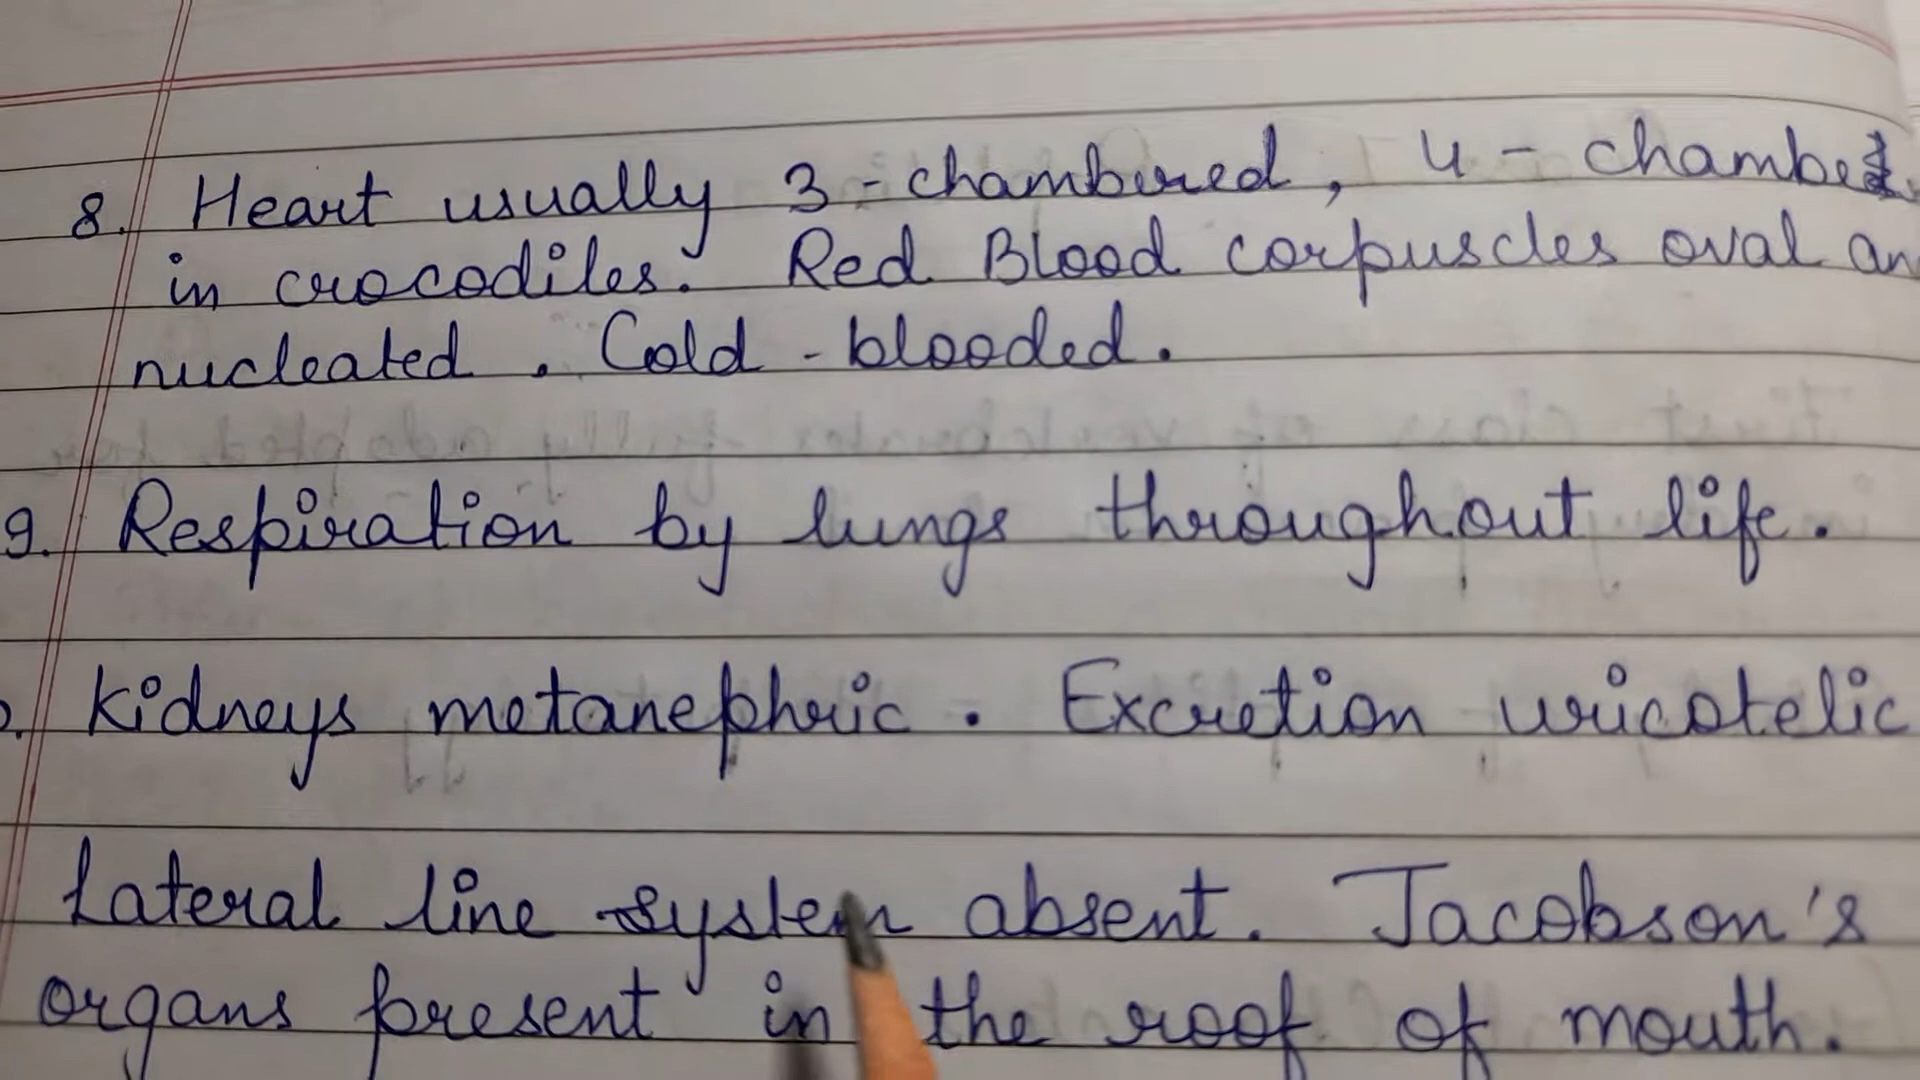 8. Heart usually 3-chambered, 4-chambe
in crocodiles. Red Blood corpuscles oval an
nucleated. Cold-blooded.
9. Respiration by lungs throughout life.
Kidneys metanephric. Excretion uricotelic
Lateral line system absent. Jacobson's
organs present in the roof of mouth.